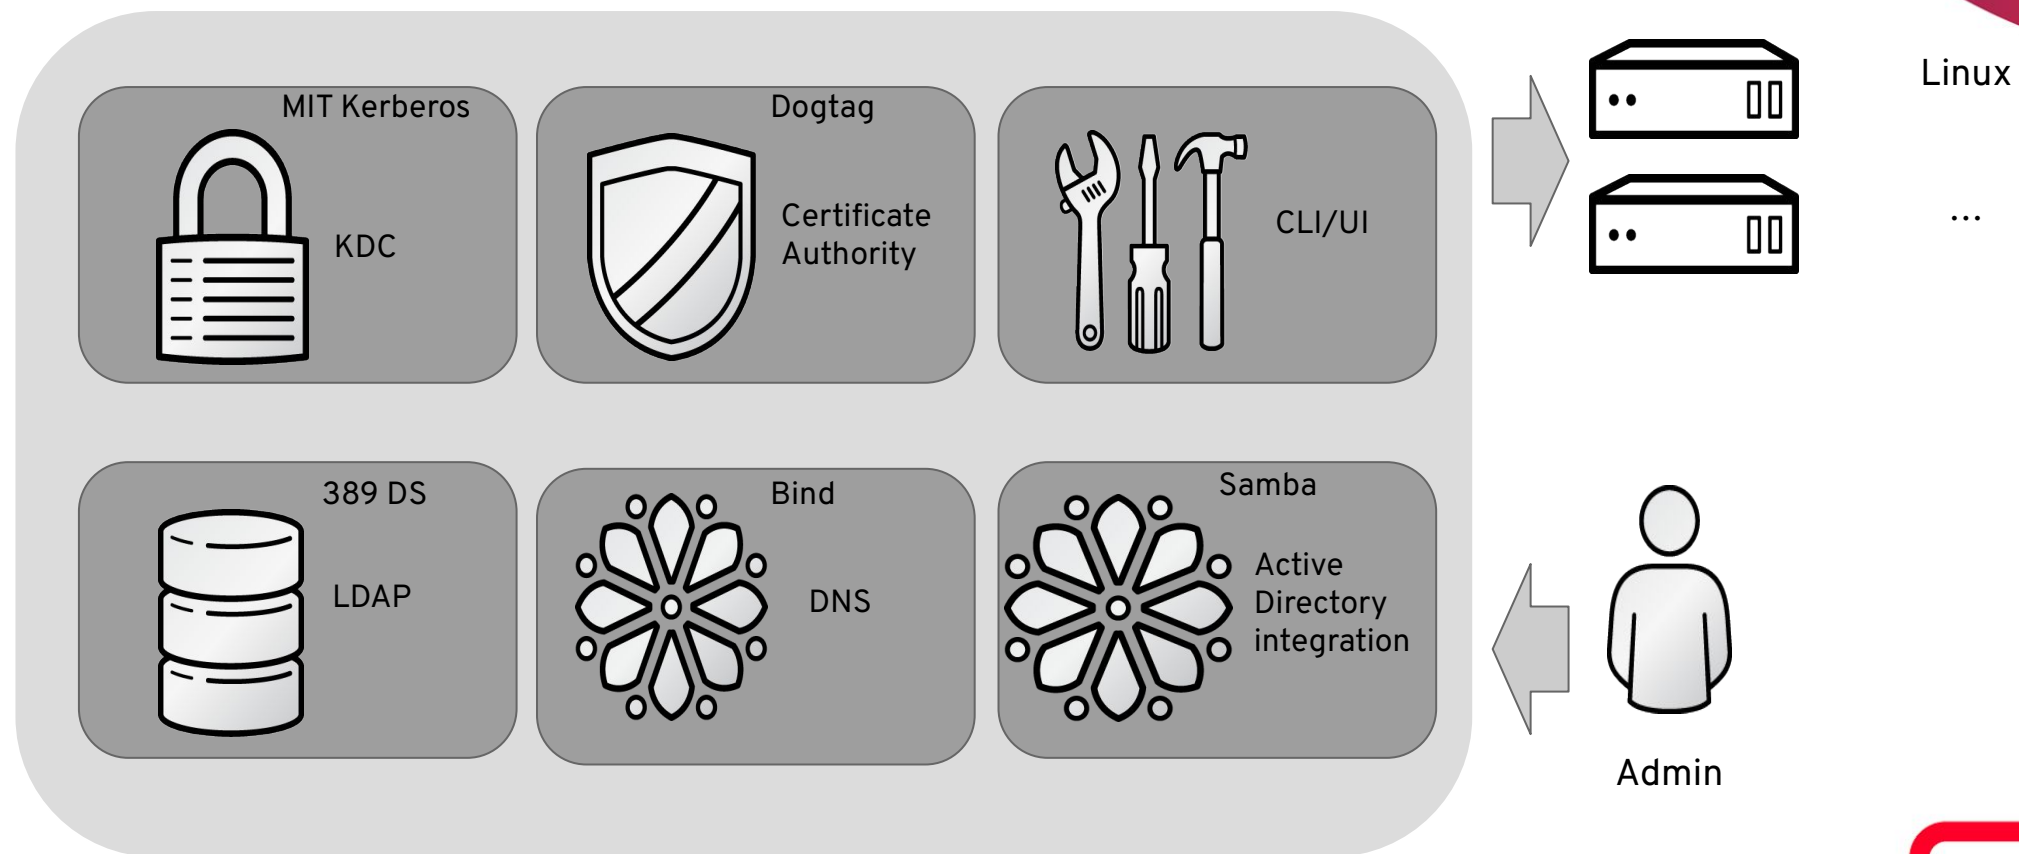 MIT Kerberos
KDC
Dogtag
Certificate
Authority
CLI/UI
Linux
...
389 DS
LDAP
Bind
DNS
Samba
Active
Directory
integration
Admin